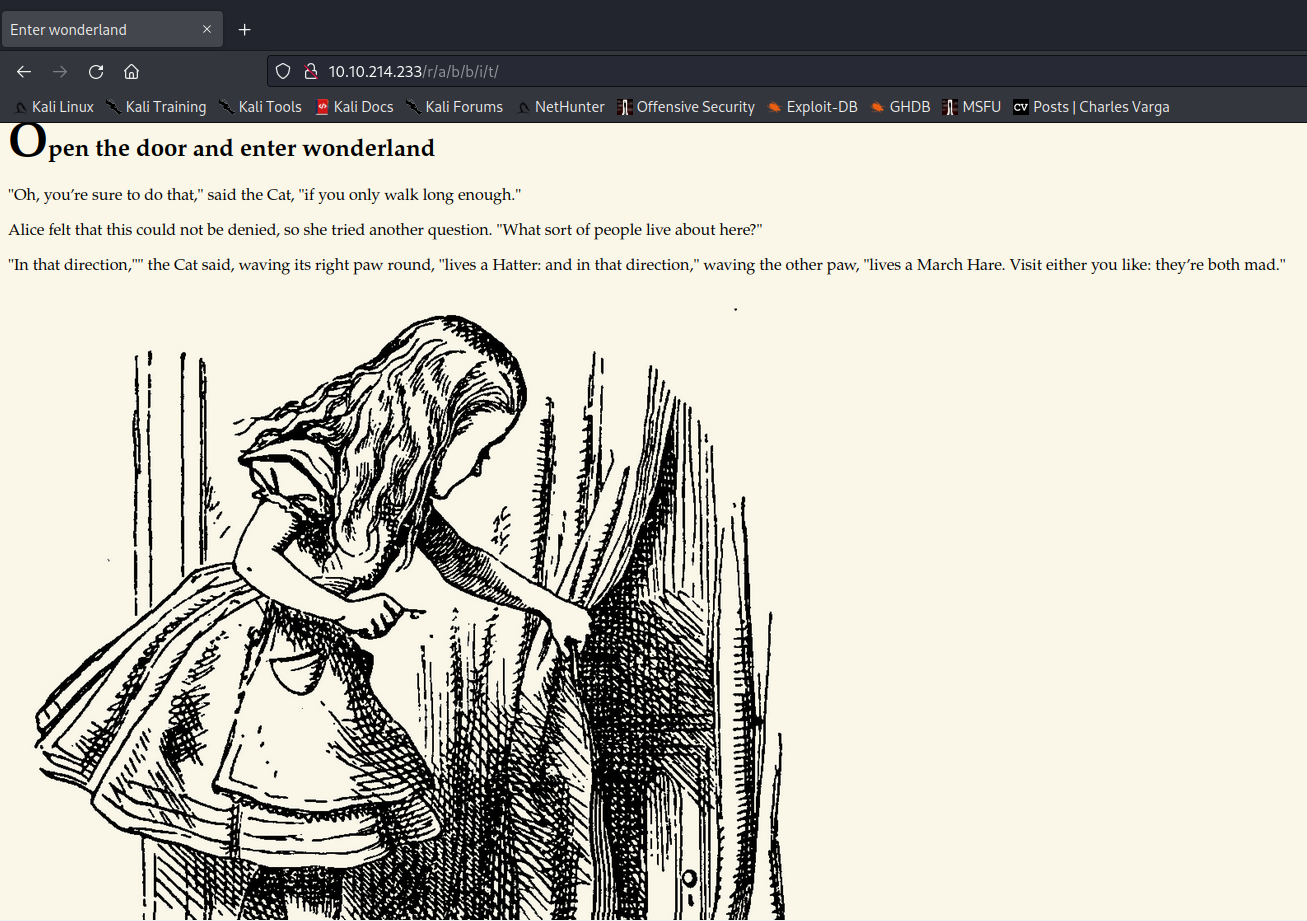 Enter wonderland
10.10.214.233/r/a/b/b/i/t/
Kali Linux Kali Training Kali Tools Kali Docs Kali Forums NetHunter Offensive Security Exploit-DB GHDB MSFU CV Posts | Charles Varga
Open the door and enter wonderland
"Oh, you’re sure to do that," said the Cat, "if you only walk long enough."
Alice felt that this could not be denied, so she tried another question. "What sort of people live about here?"
"In that direction,"" the Cat said, waving its right paw round, "lives a Hatter: and in that direction," waving the other paw, "lives a March Hare. Visit either you like: they’re both mad."